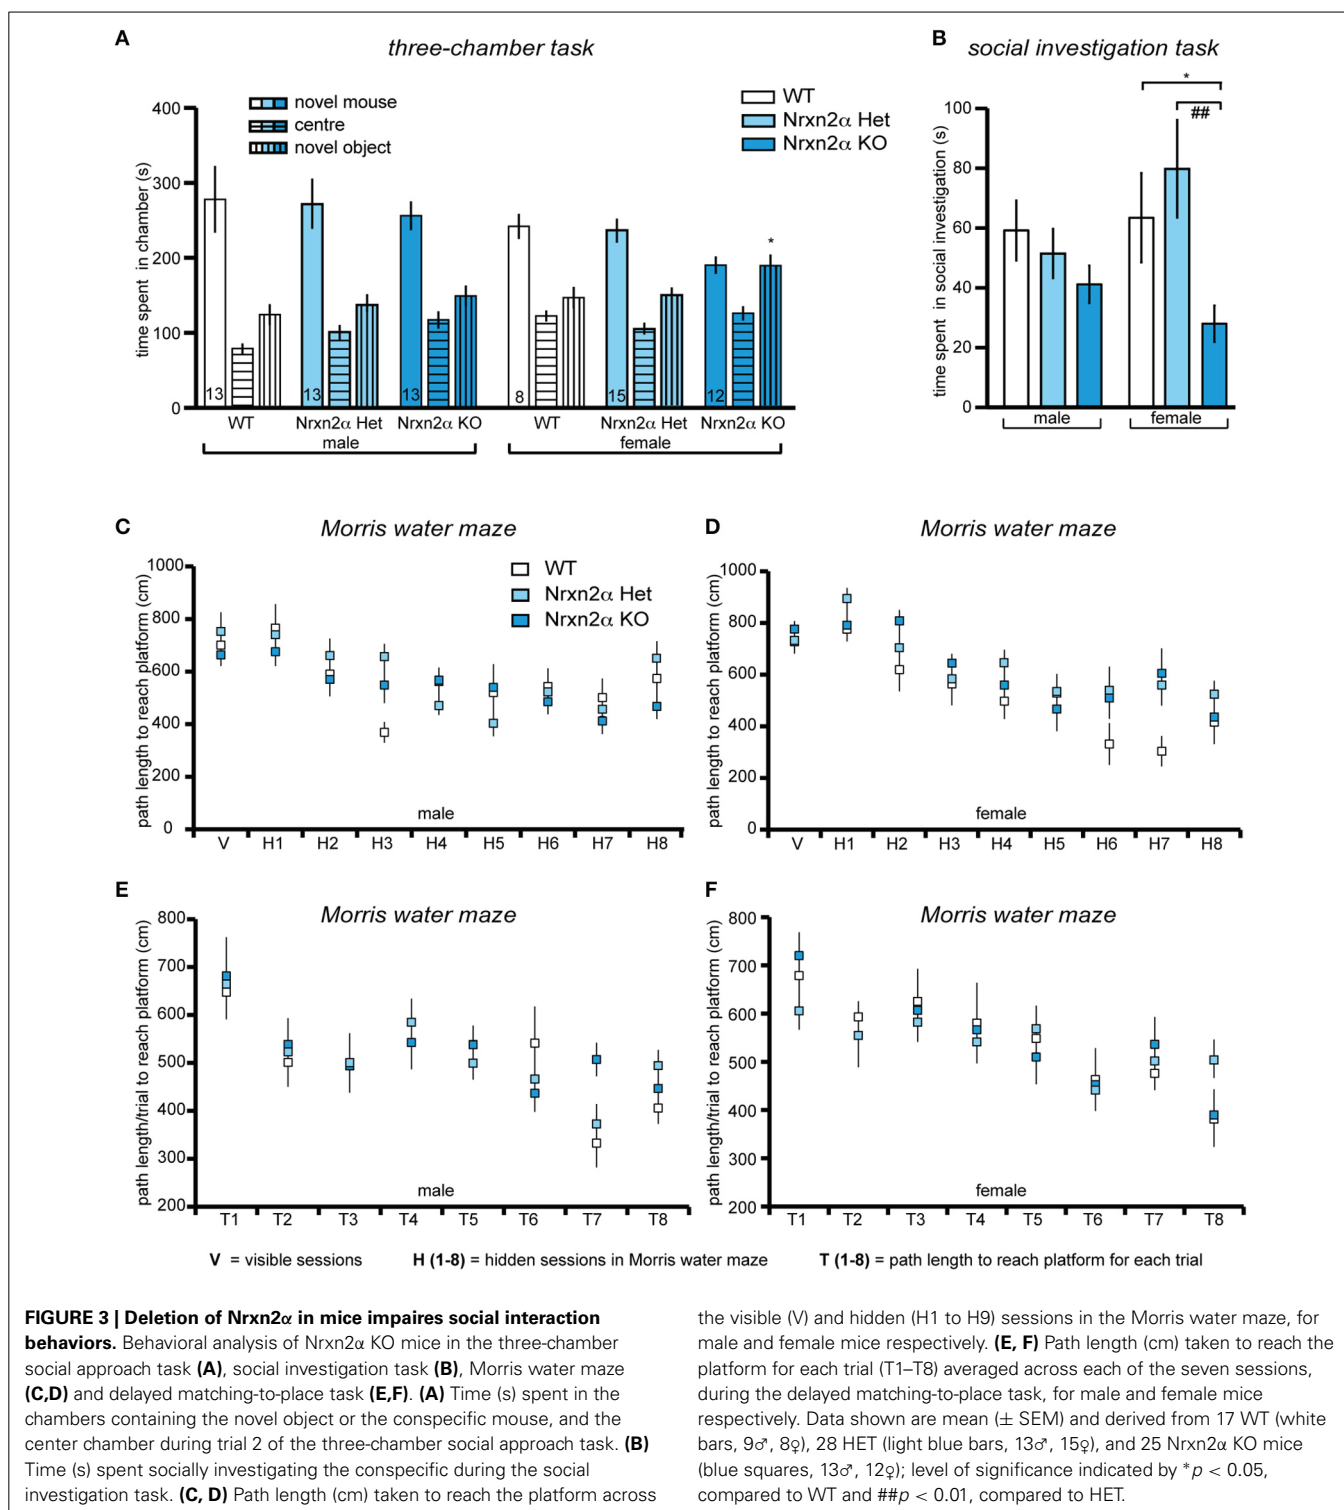 A
three-chamber task
novel mouse
centre
novel object
WT
Nrxn2α Het
Nrxn2α KO
time spent in chamber (s)
400
300
200
100
0
13
13
13
8
15
12
*
WT
Nrxn2α Het
Nrxn2α KO
WT
Nrxn2α Het
Nrxn2α KO
male
female
B
social investigation task
time spent in social investigation (s)
100
80
60
40
20
0
*
##
male
female
C
Morris water maze
path length to reach platform (cm)
1000
800
600
400
200
0
WT
Nrxn2α Het
Nrxn2α KO
male
V H1 H2 H3 H4 H5 H6 H7 H8
D
Morris water maze
path length to reach platform (cm)
1000
800
600
400
200
0
female
V H1 H2 H3 H4 H5 H6 H7 H8
E
Morris water maze
path length/trial to reach platform (cm)
800
700
600
500
400
300
200
male
T1 T2 T3 T4 T5 T6 T7 T8
F
Morris water maze
path length/trial to reach platform (cm)
800
700
600
500
400
300
200
female
T1 T2 T3 T4 T5 T6 T7 T8
V = visible sessions H (1-8) = hidden sessions in Morris water maze T (1-8) = path length to reach platform for each trial
FIGURE 3 | Deletion of Nrxn2α in mice impaires social interaction
behaviors. Behavioral analysis of Nrxn2α KO mice in the three-chamber
social approach task (A), social investigation task (B), Morris water maze
(C,D) and delayed matching-to-place task (E,F). (A) Time (s) spent in the
chambers containing the novel object or the conspecific mouse, and the
center chamber during trial 2 of the three-chamber social approach task. (B)
Time (s) spent socially investigating the conspecific during the social
investigation task. (C, D) Path length (cm) taken to reach the platform across
the visible (V) and hidden (H1 to H9) sessions in the Morris water maze, for
male and female mice respectively. (E, F) Path length (cm) taken to reach the
platform for each trial (T1–T8) averaged across each of the seven sessions,
during the delayed matching-to-place task, for male and female mice
respectively. Data shown are mean (± SEM) and derived from 17 WT (white
bars, 9♂, 8♀), 28 HET (light blue bars, 13♂, 15♀), and 25 Nrxn2α KO mice
(blue squares, 13♂, 12♀); level of significance indicated by *p < 0.05,
compared to WT and ##p < 0.01, compared to HET.